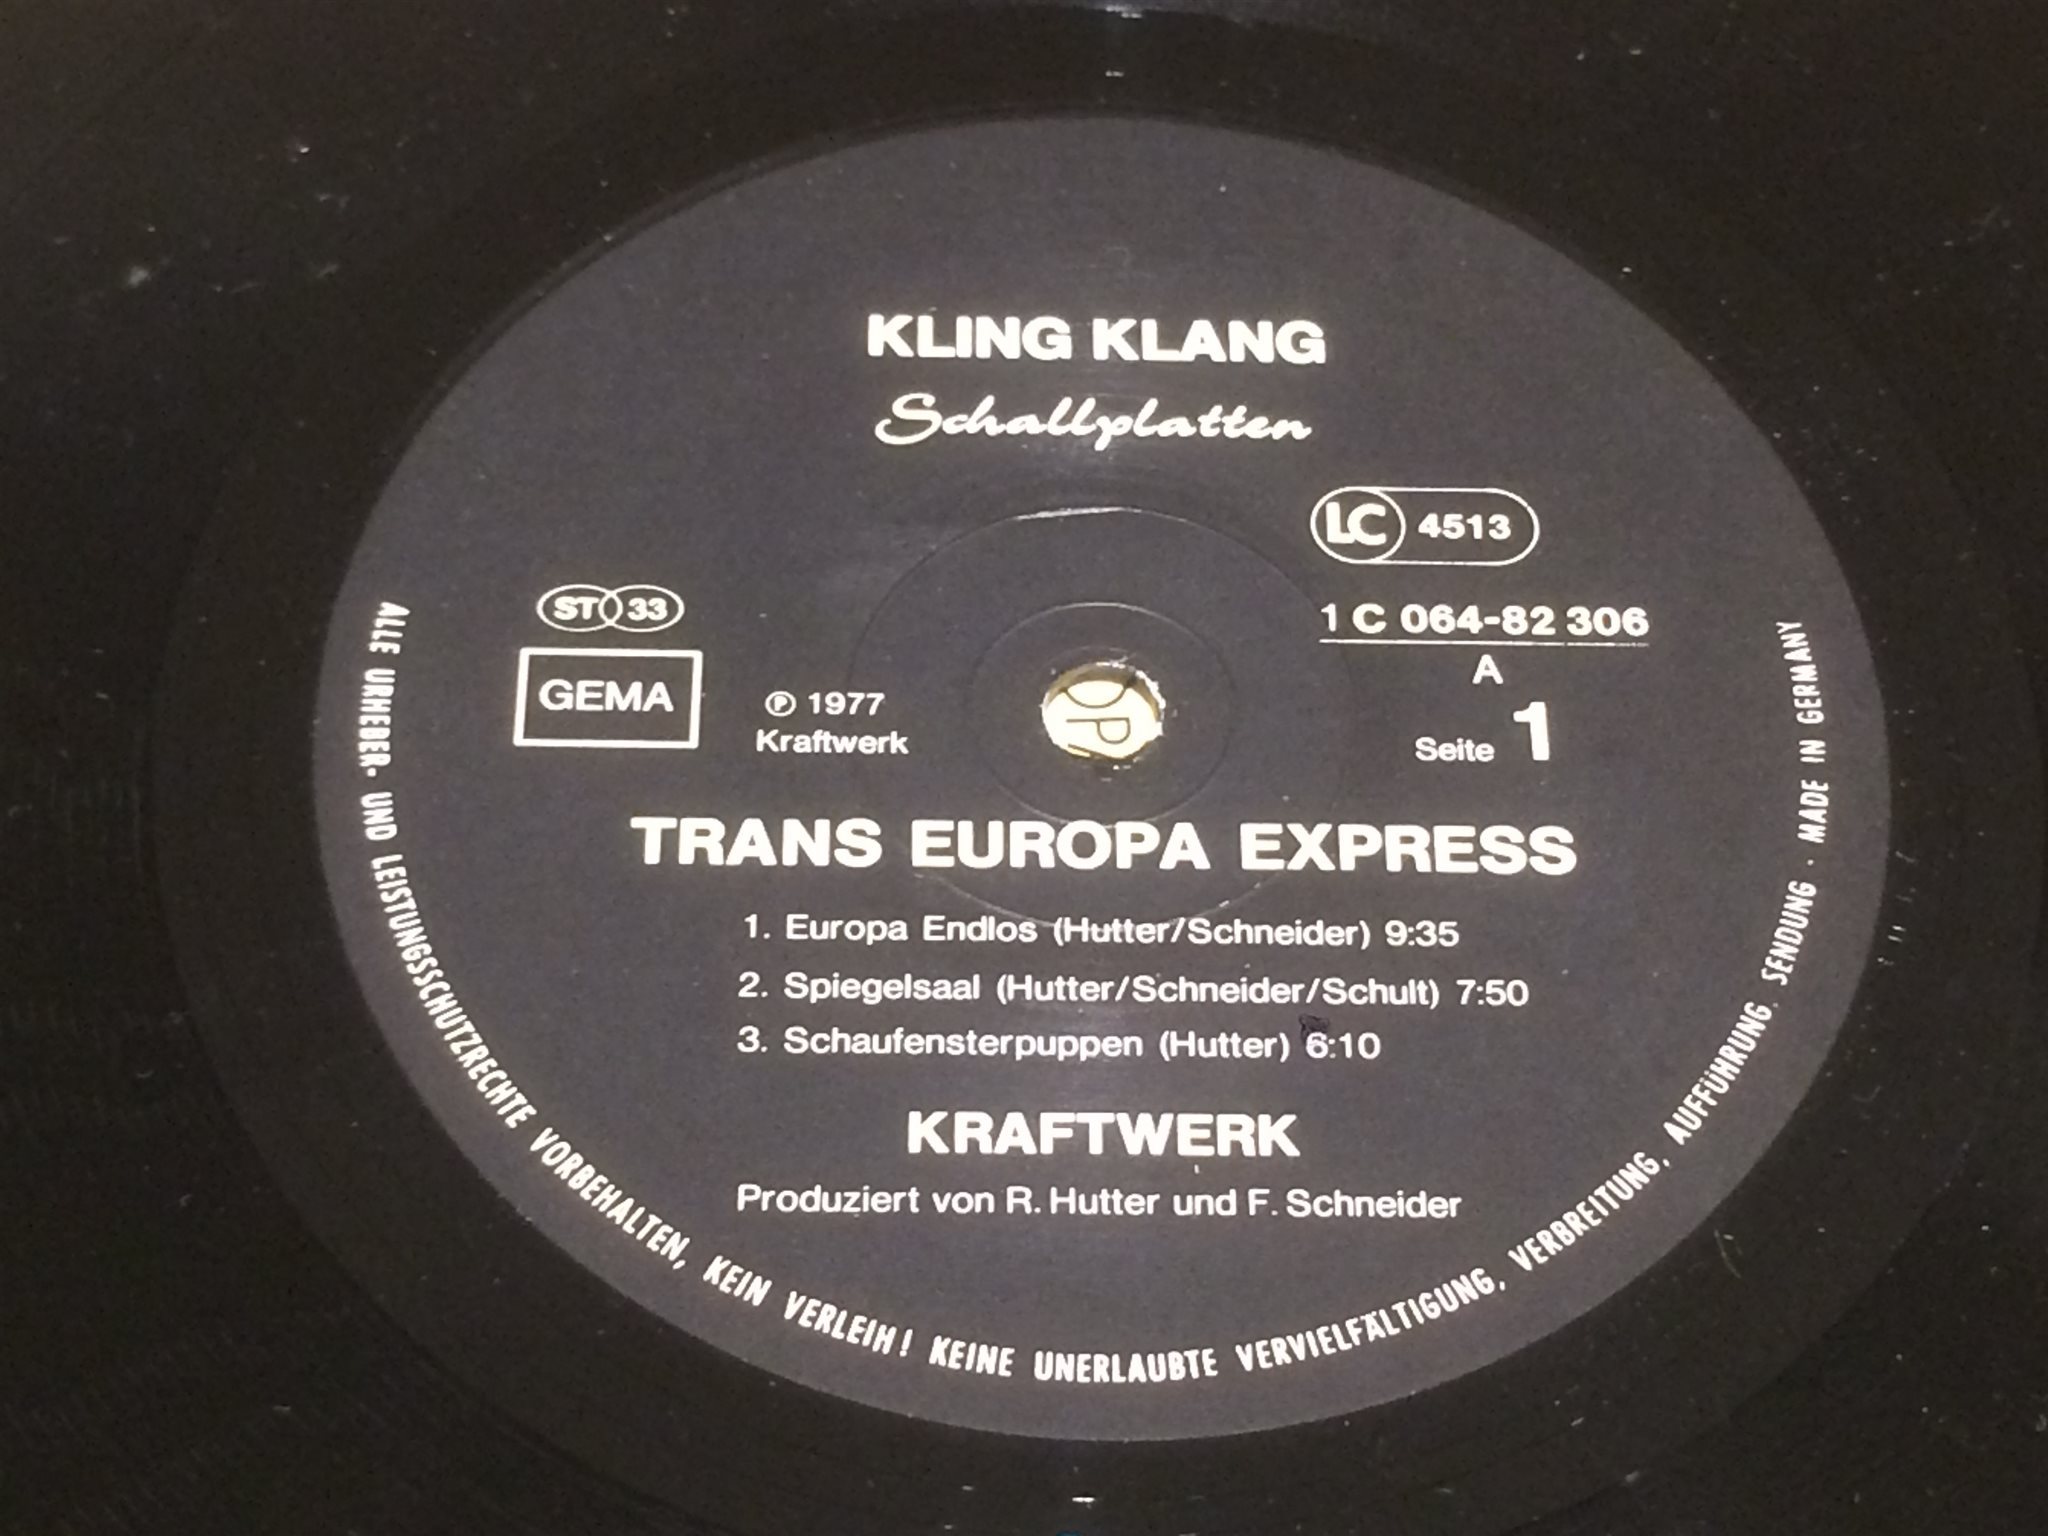 KLING KLANG
Schallplatten
LC 4513
ST 33
1 C 064-82 306
A
GEMA
℗ 1977
Kraftwerk
Seite 1
OP
TRANS EUROPA EXPRESS
1. Europa Endlos (Hutter/Schneider) 9:35
2. Spiegelsaal (Hutter/Schneider/Schult) 7:50
3. Schaufensterpuppen (Hutter) 6:10
KRAFTWERK
Produziert von R. Hutter und F. Schneider
ALLE URHEBER- UND LEISTUNGSSCHUTZRECHTE VORBEHALTEN, KEIN VERLEIH! KEINE UNERLAUBTE VERVIELFÄLTIGUNG, VERBREITUNG, AUFFÜHRUNG, SENDUNG · MADE IN GERMANY